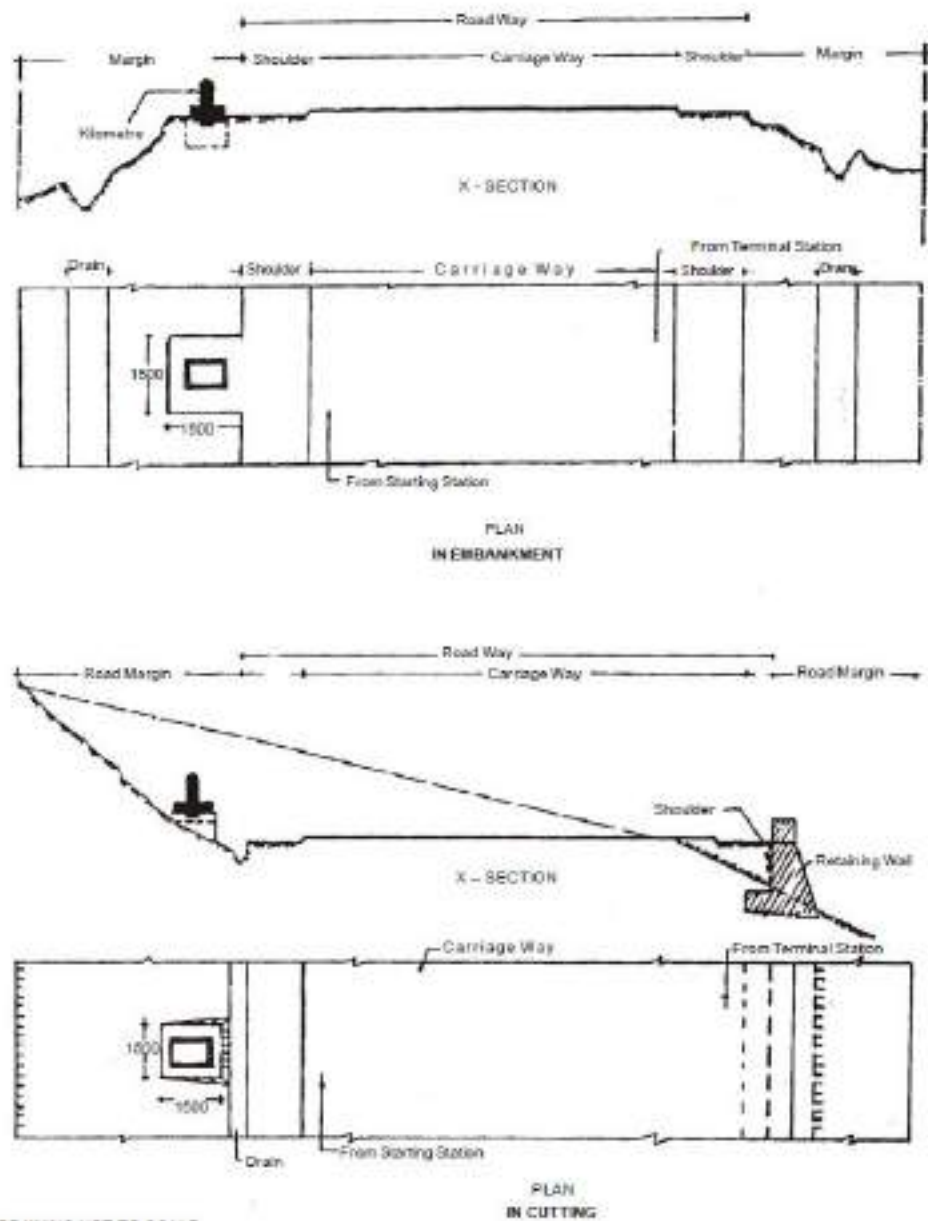 Road Way
Margin Shoulder Carriage Way Shoulder Margin
Kilometre
X - SECTION
From Terminal Station
Drain Shoulder Carriage Way Shoulder Drain
1500
1500
From Starting Station
PLAN
IN EMBANKMENT
Road Way
Road Margin Carriage Way Road Margin
Shoulder
Retaining Wall
X - SECTION
Carriage Way
From Terminal Station
1500
1500
From Starting Station
Drain
PLAN
IN CUTTING